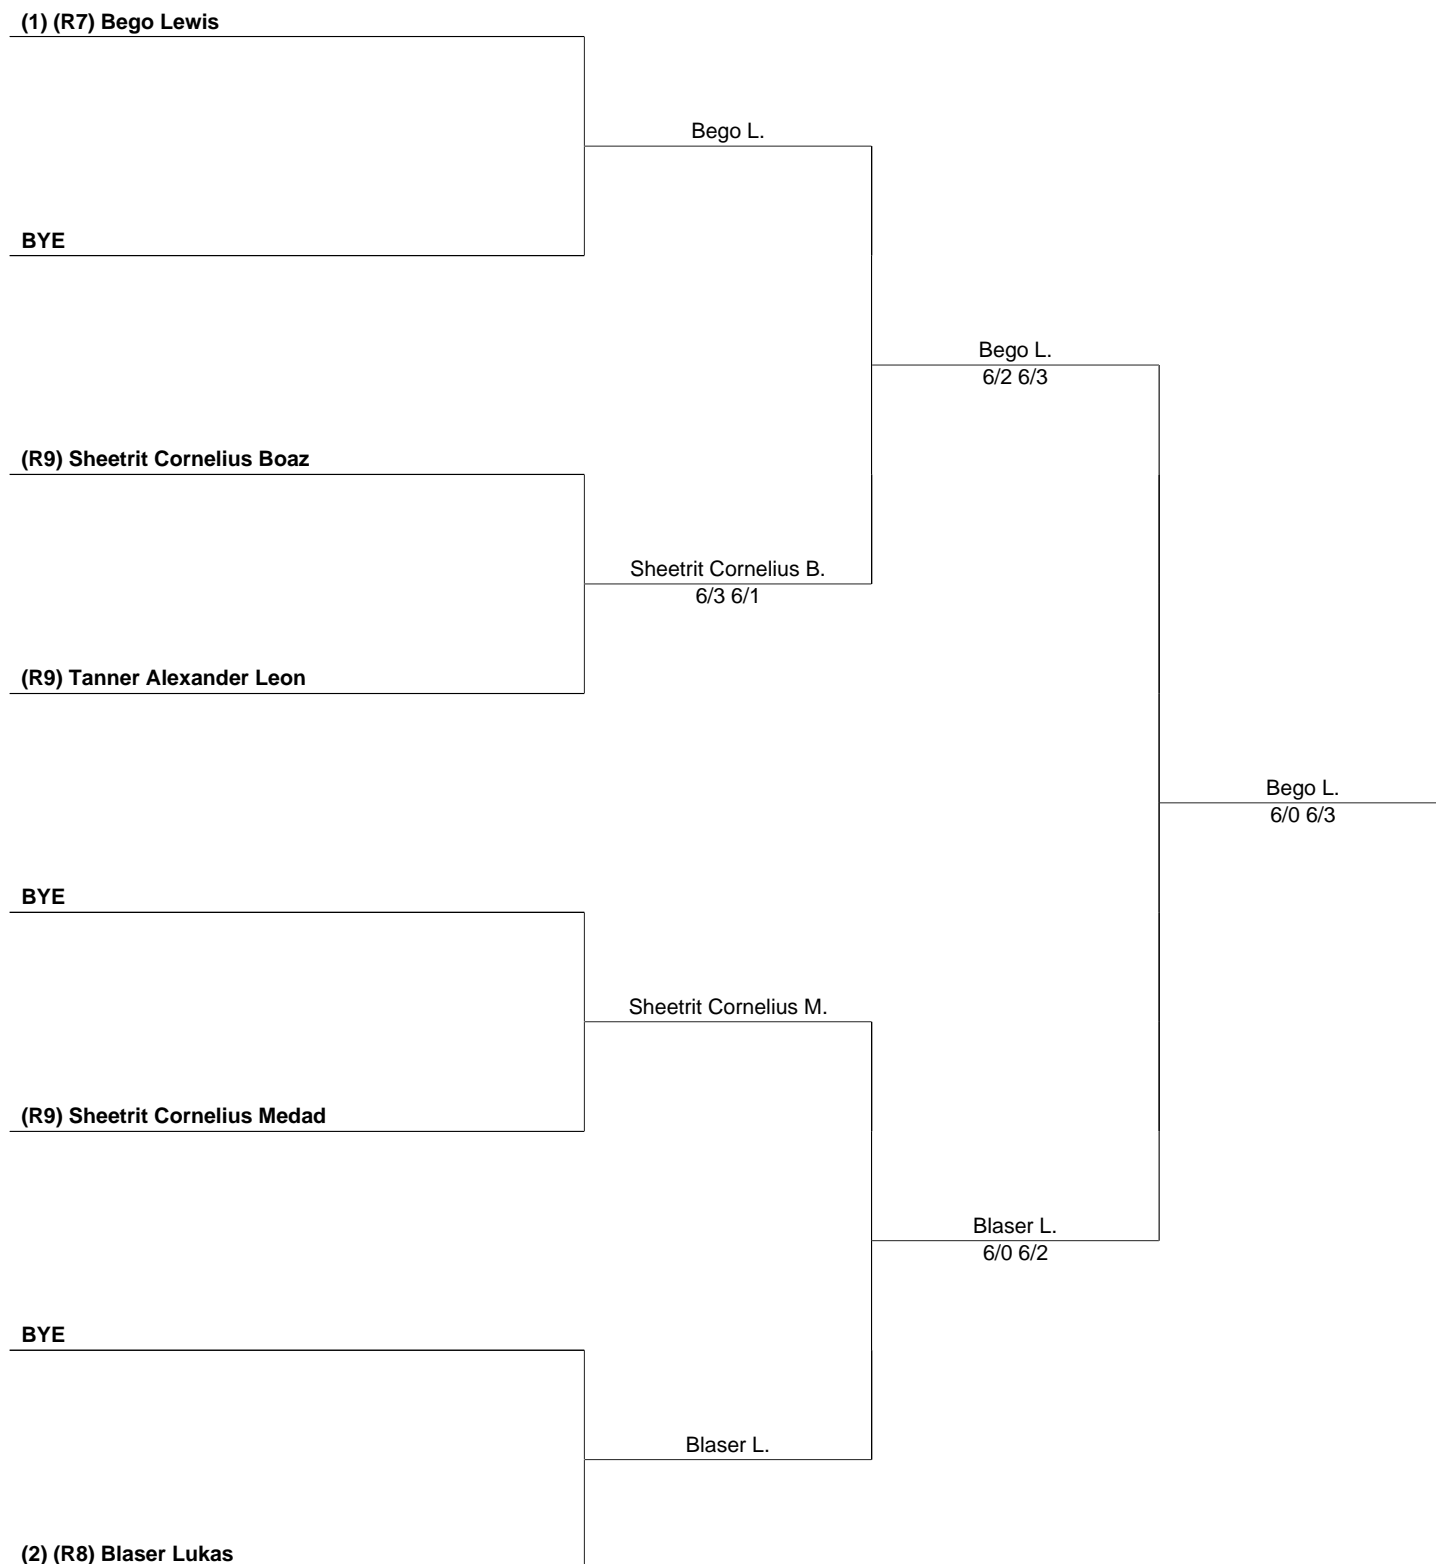 (1) (R7) Bego Lewis
Bego L.
BYE
Bego L.
6/2 6/3
(R9) Sheetrit Cornelius Boaz
Sheetrit Cornelius B.
6/3 6/1
(R9) Tanner Alexander Leon
Bego L.
6/0 6/3
BYE
Sheetrit Cornelius M.
(R9) Sheetrit Cornelius Medad
Blaser L.
6/0 6/2
BYE
Blaser L.
(2) (R8) Blaser Lukas